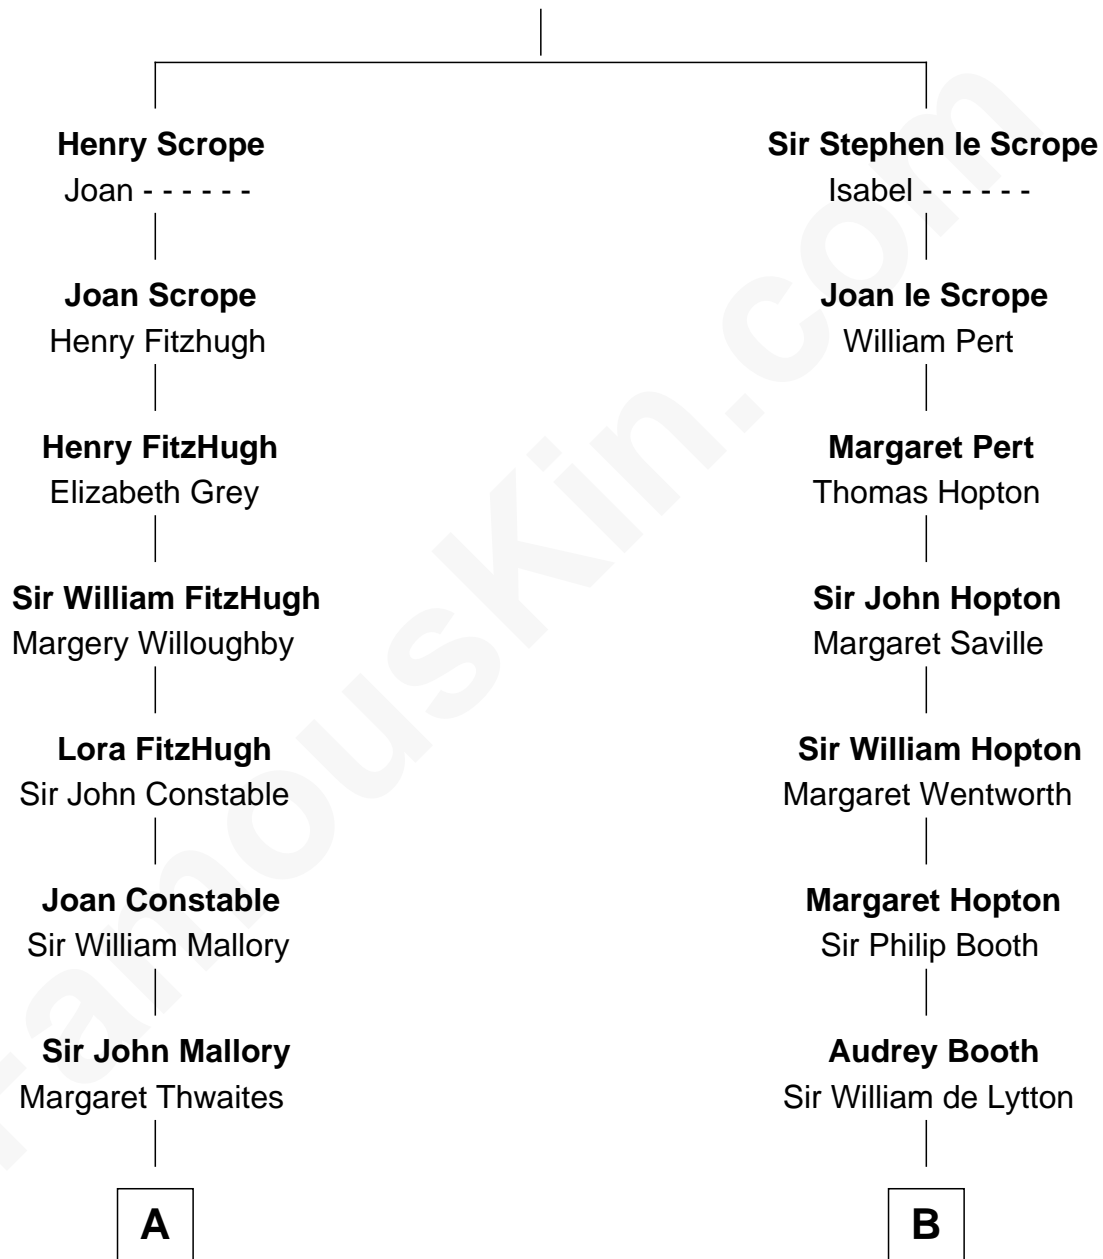 Henry Scrope
Joan - - - - - -
Joan Scrope
Henry Fitzhugh
Henry FitzHugh
Elizabeth Grey
Sir William FitzHugh
Margery Willoughby
Lora FitzHugh
Sir John Constable
Joan Constable
Sir William Mallory
Sir John Mallory
Margaret Thwaites
A
Sir Stephen le Scrope
Isabel - - - - - -
Joan le Scrope
William Pert
Margaret Pert
Thomas Hopton
Sir John Hopton
Margaret Saville
Sir William Hopton
Margaret Wentworth
Margaret Hopton
Sir Philip Booth
Audrey Booth
Sir William de Lytton
B
FamousKin.com